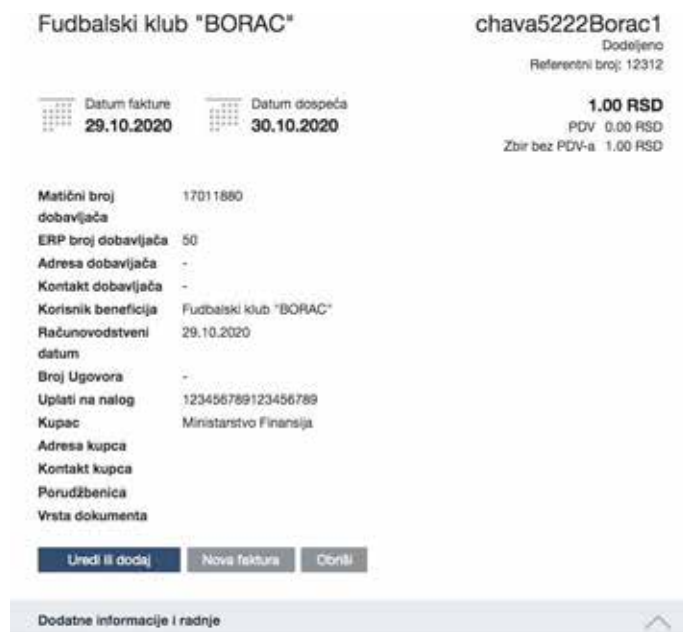 Fudbalski klub "BORAC"
chava5222Borac1
Dodeljeno
Referentni broj: 12312
Datum fakture
29.10.2020
Datum dospeća
30.10.2020
1.00 RSD
PDV 0.00 RSD
Zbir bez PDV-a 1.00 RSD
Matični broj
dobavljača
17011880
ERP broj dobavljača 50
Adresa dobavljača -
Kontakt dobavljača -
Korisnik beneficija Fudbalski klub "BORAC"
Računovodstveni
datum
29.10.2020
Broj Ugovora -
Uplati na nalog 123456789123456789
Kupac Ministarstvo Finansija
Adresa kupca
Kontakt kupca
Porudžbenica
Vrsta dokumenta
Uredi ili dodaj Nova faktura Obriši
Dodatne informacije i radnje